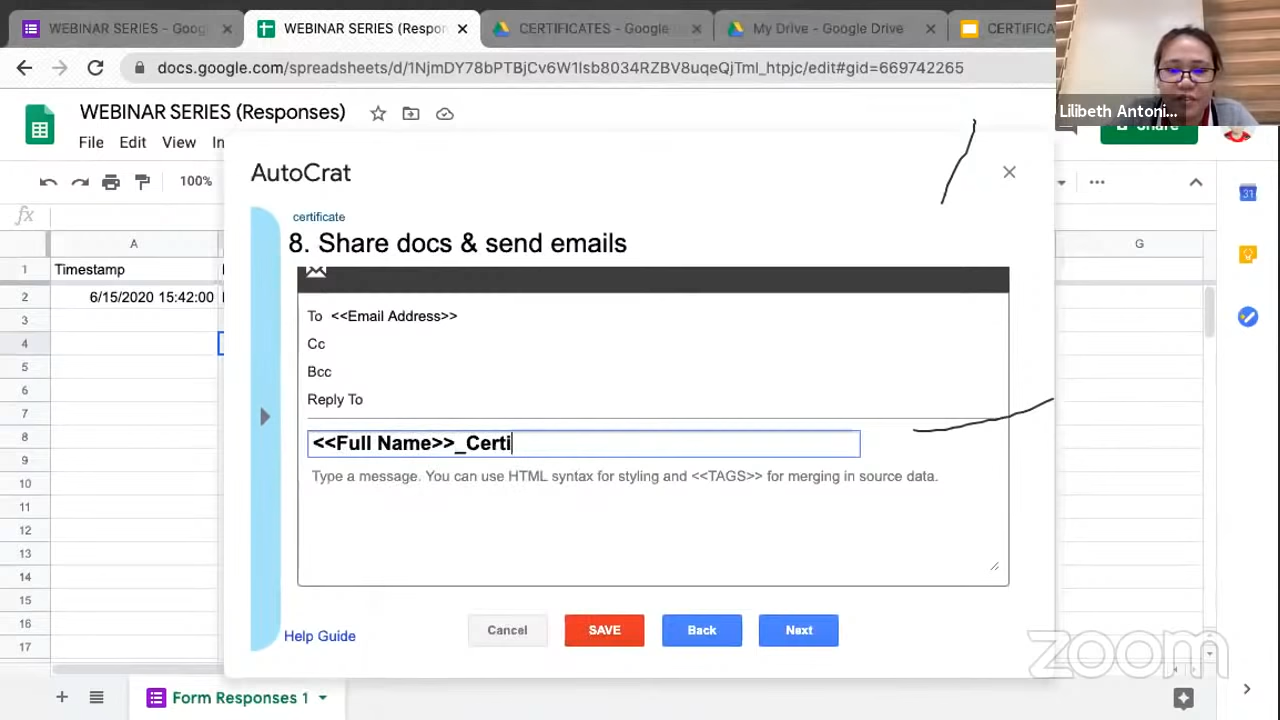 WEBINAR SERIES - Goog
WEBINAR SERIES (Respon
CERTIFICATES - Google
My Drive - Google Drive
CERTIFICA
docs.google.com/spreadsheets/d/1NjmDY78bPTBjCv6W1lsb8034RZBV8uqeQjTml_htpjc/edit#gid=669742265
Lilibeth Antoni...
WEBINAR SERIES (Responses)
Share
File Edit View In
100%
AutoCrat
31
fx
certificate
8. Share docs & send emails
A
G
1 Timestamp
2 6/15/2020 15:42:00
3
4
5
6
7
8
9
10
11
12
13
14
15
16
17
To <<Email Address>>
Cc
Bcc
Reply To
<<Full Name>>_Certi
Type a message. You can use HTML syntax for styling and <<TAGS>> for merging in source data.
Cancel
SAVE
Back
Next
Help Guide
zoom
Form Responses 1